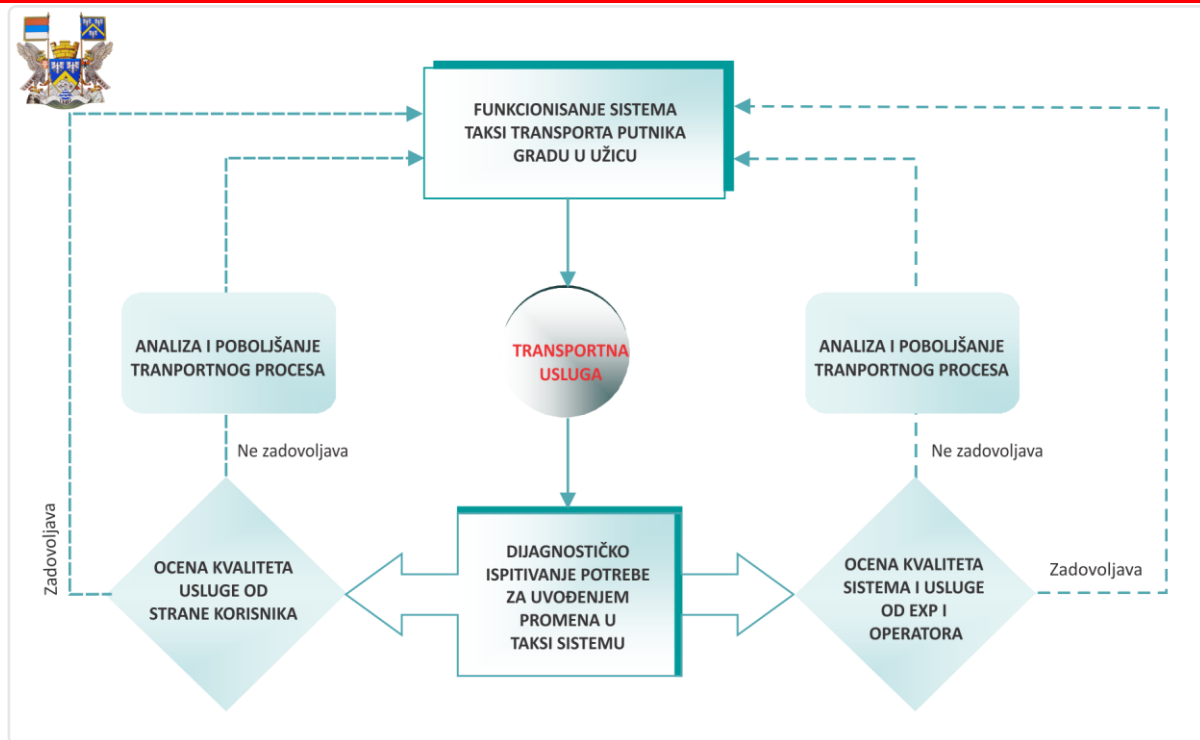 FUNKCIONISANJE SISTEMA
TAKSI TRANSPORTA PUTNIKA
GRADU U UŽICU
ANALIZA I POBOLJŠANJE
TRANPORTNOG PROCESA
TRANSPORTNA
USLUGA
ANALIZA I POBOLJŠANJE
TRANPORTNOG PROCESA
Ne zadovoljava
Ne zadovoljava
Zadovoljava
OCENA KVALITETA
USLUGE OD
STRANE KORISNIKA
DIJAGNOSTIČKO
ISPITIVANJE POTREBE
ZA UVOĐENJEM
PROMENA U
TAKSI SISTEMU
OCENA KVALITETA
SISTEMA I USLUGE
OD EXP I
OPERATORA
Zadovoljava